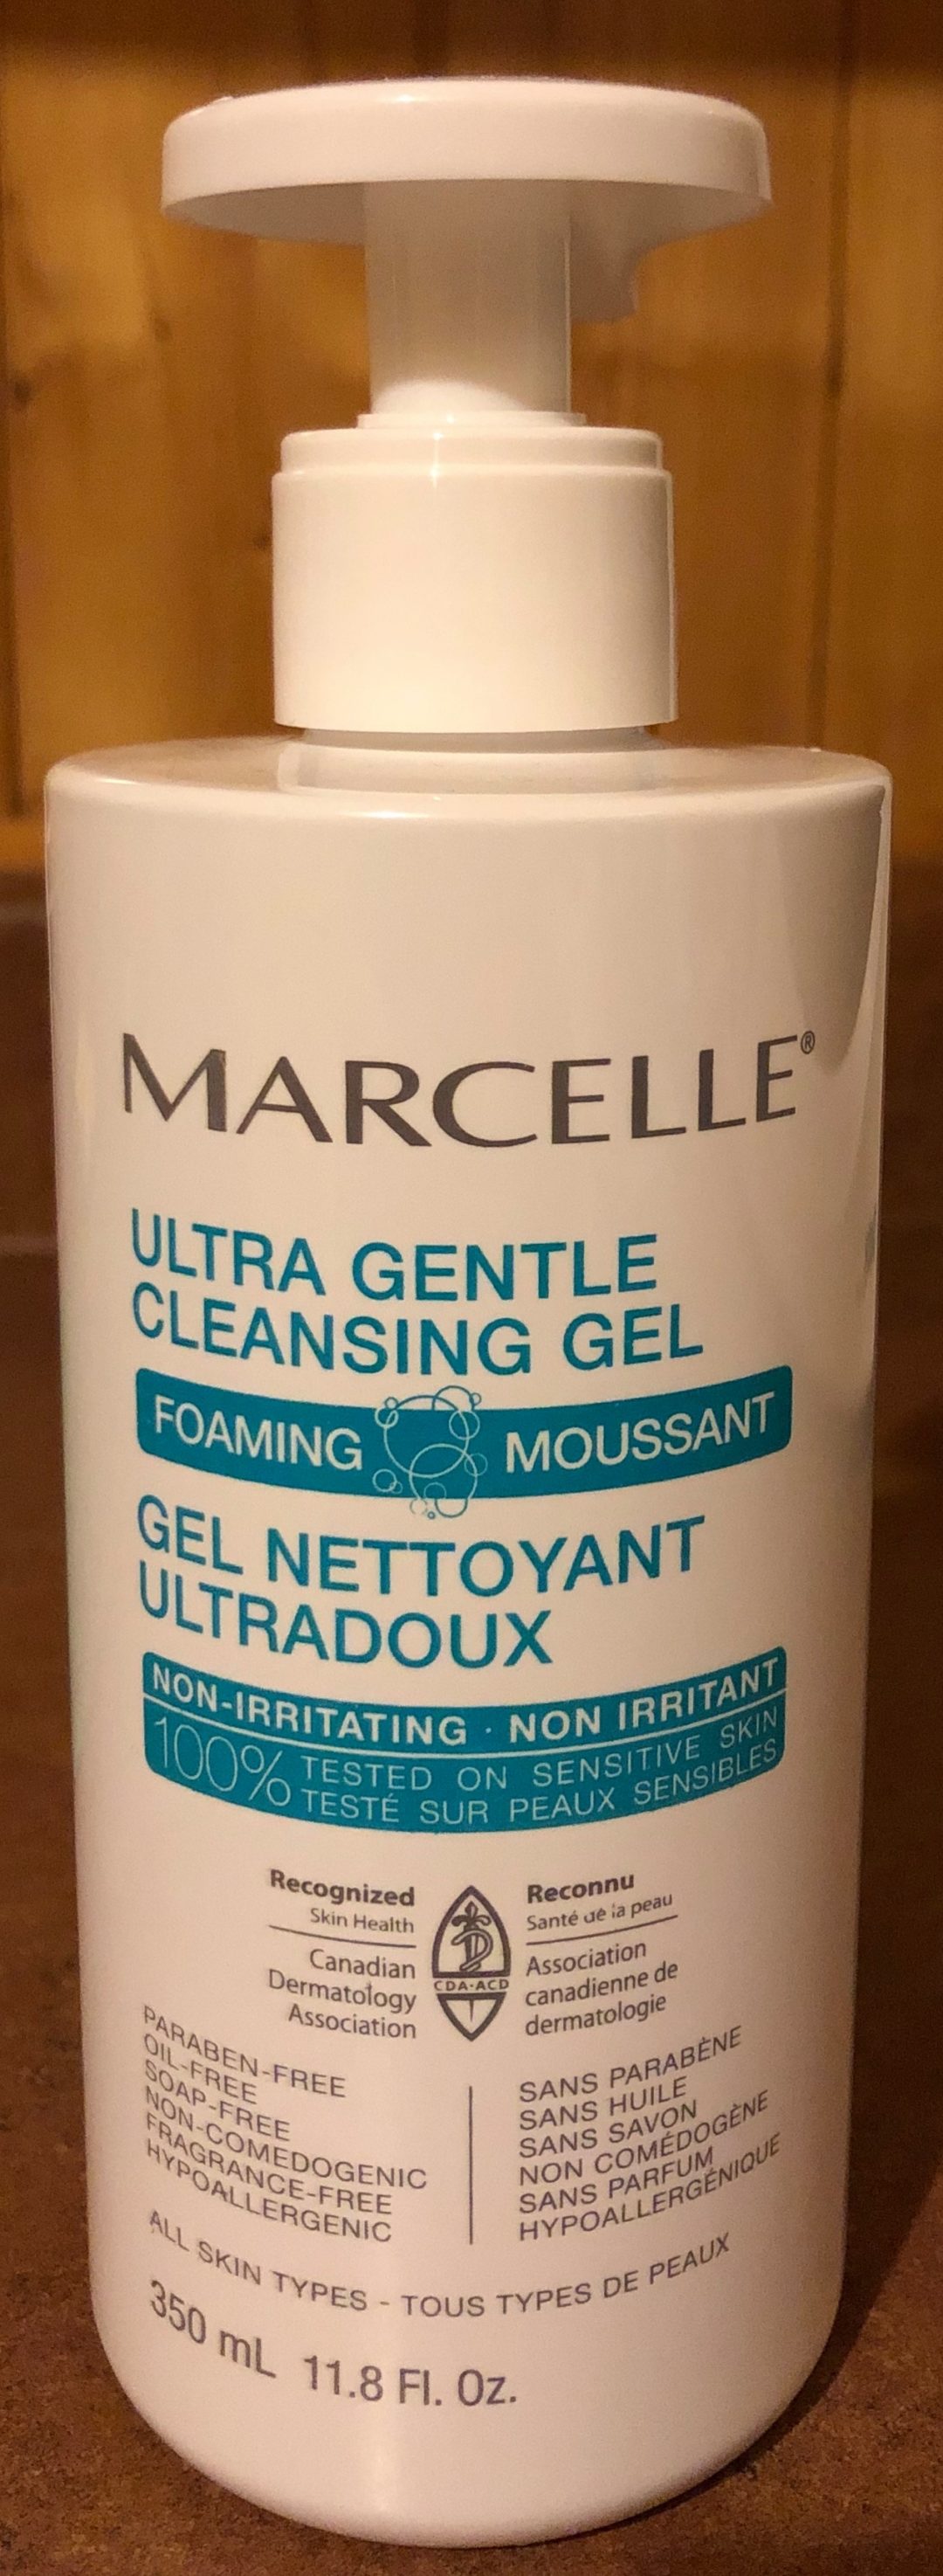 MARCELLE®
ULTRA GENTLE
CLEANSING GEL
FOAMING MOUSSANT
GEL NETTOYANT
ULTRADOUX
NON-IRRITATING · NON IRRITANT
100% TESTED ON SENSITIVE SKIN
TESTÉ SUR PEAUX SENSIBLES
Recognized
Skin Health
Canadian
Dermatology
Association
CDA·ACD
Reconnu
Santé de la peau
Association
canadienne de
dermatologie
PARABEN-FREE
OIL-FREE
SOAP-FREE
NON-COMEDOGENIC
FRAGRANCE-FREE
HYPOALLERGENIC
SANS PARABÈNE
SANS HUILE
SANS SAVON
NON COMÉDOGÈNE
SANS PARFUM
HYPOALLERGÉNIQUE
ALL SKIN TYPES - TOUS TYPES DE PEAUX
350 mL 11.8 Fl. Oz.